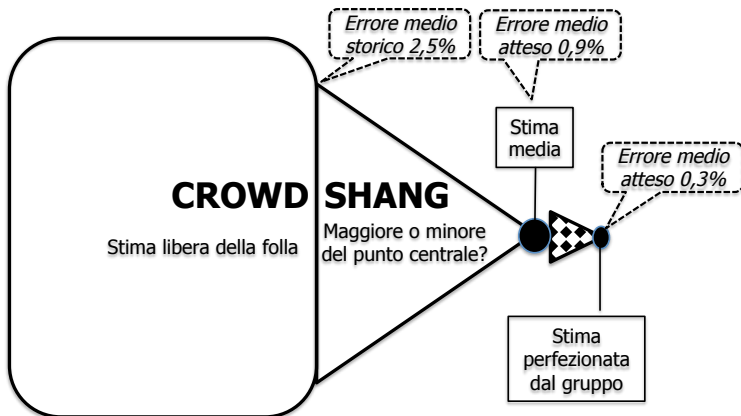 Errore medio
storico 2,5%
Errore medio
atteso 0,9%
Stima
media
Errore medio
atteso 0,3%
CROWD SHANG
Stima libera della folla
Maggiore o minore
del punto centrale?
Stima
perfezionata
dal gruppo